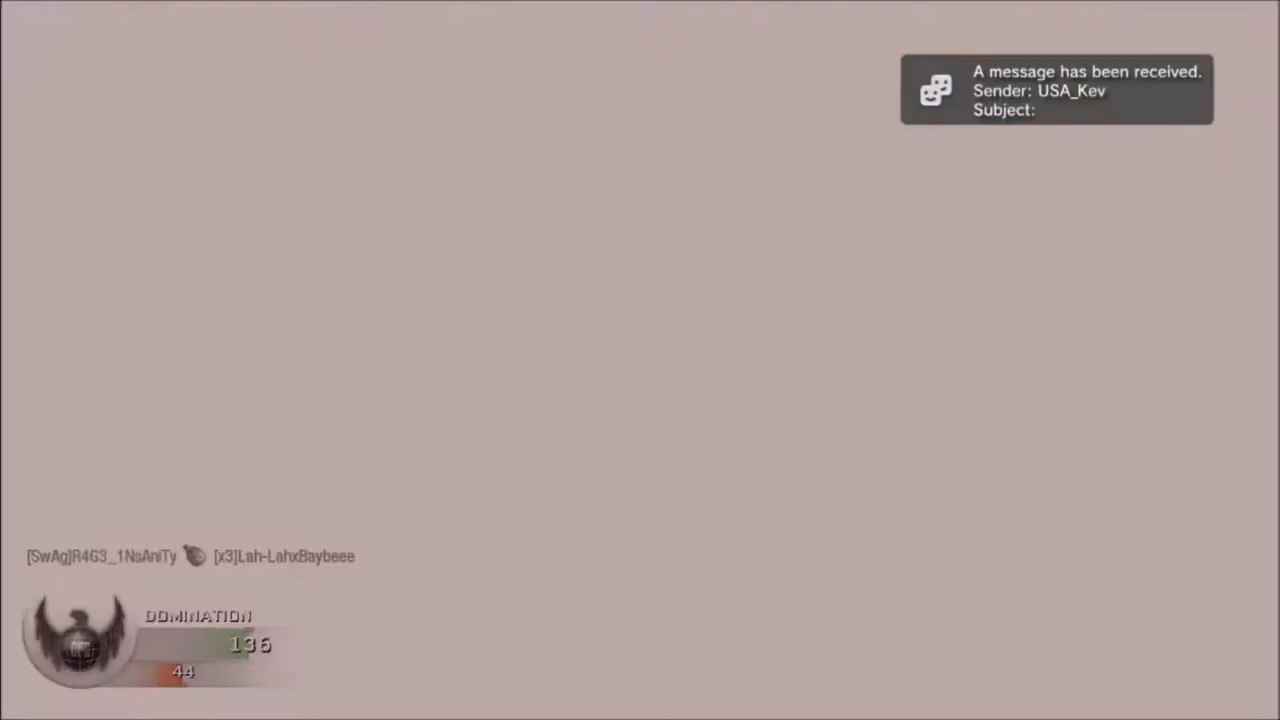 A message has been received.
Sender: USA_Kev
Subject:
[SwAg]R4G3_1NsAniTy [x3]Lah-LahxBaybeee
DOMINATION
136
44